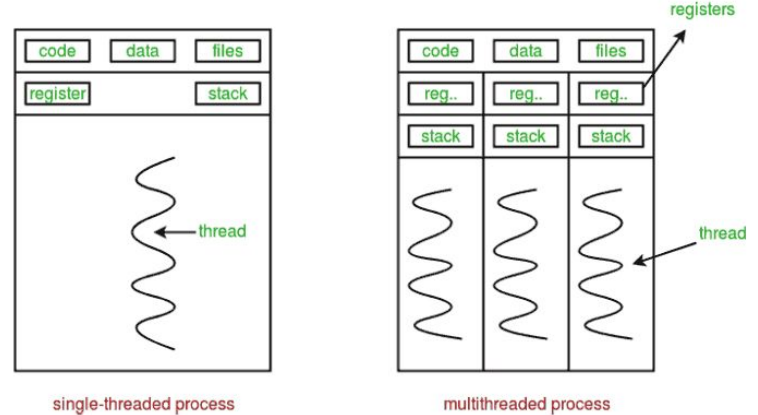 registers
code data files
register stack
thread
single-threaded process
code data files
reg.. reg.. reg..
stack stack stack
thread
multithreaded process